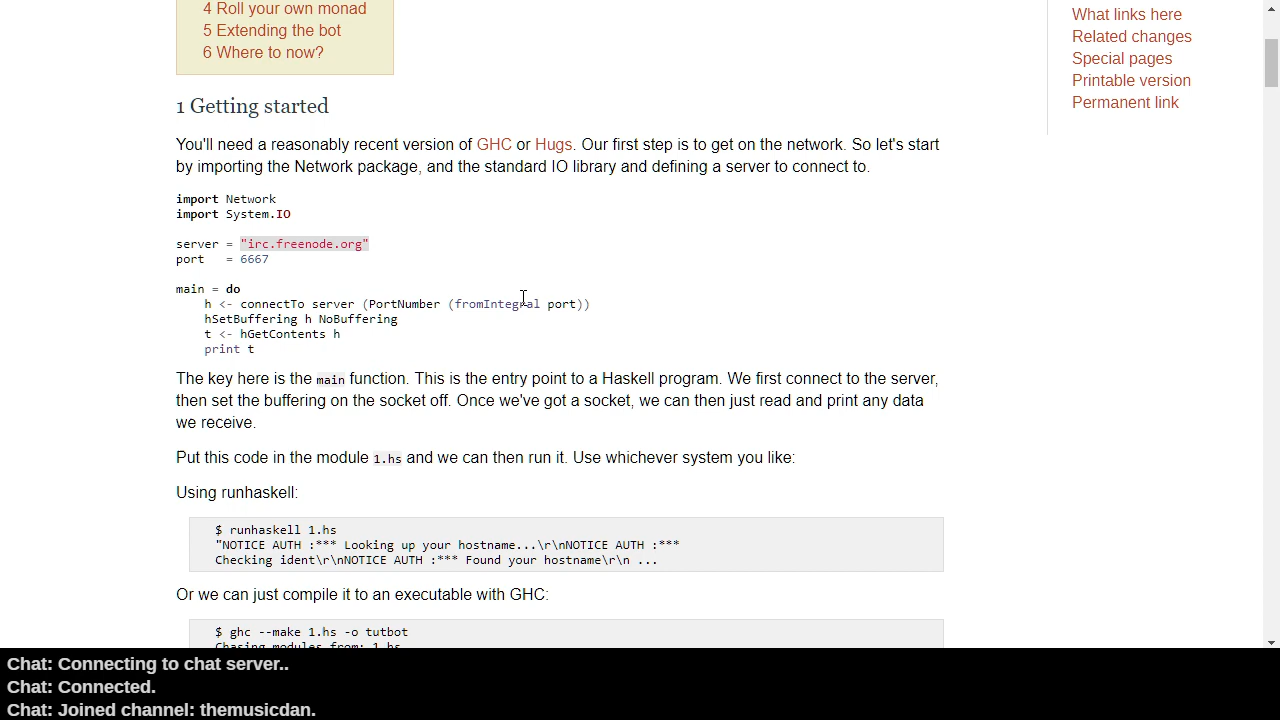 4 Roll your own monad
5 Extending the bot
6 Where to now?
What links here
Related changes
Special pages
Printable version
Permanent link
1 Getting started
You'll need a reasonably recent version of GHC or Hugs. Our first step is to get on the network. So let's start
by importing the Network package, and the standard IO library and defining a server to connect to.
import Network
import System.IO
server = "irc.freenode.org"
port   = 6667
main = do
    h <- connectTo server (PortNumber (fromIntegral port))
    hSetBuffering h NoBuffering
    t <- hGetContents h
    print t
The key here is the main function. This is the entry point to a Haskell program. We first connect to the server,
then set the buffering on the socket off. Once we've got a socket, we can then just read and print any data
we receive.
Put this code in the module 1.hs and we can then run it. Use whichever system you like:
Using runhaskell:
$ runhaskell 1.hs
"NOTICE AUTH :*** Looking up your hostname...\r\nNOTICE AUTH :***
Checking ident\r\nNOTICE AUTH :*** Found your hostname\r\n ...
Or we can just compile it to an executable with GHC:
$ ghc --make 1.hs -o tutbot
Chasing modules from: 1.hs
Chat: Connecting to chat server..
Chat: Connected.
Chat: Joined channel: themusicdan.